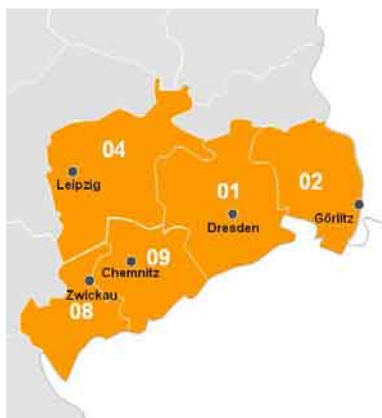 04
Leipzig
01
02
Dresden
Görlitz
Chemnitz
09
Zwickau
08